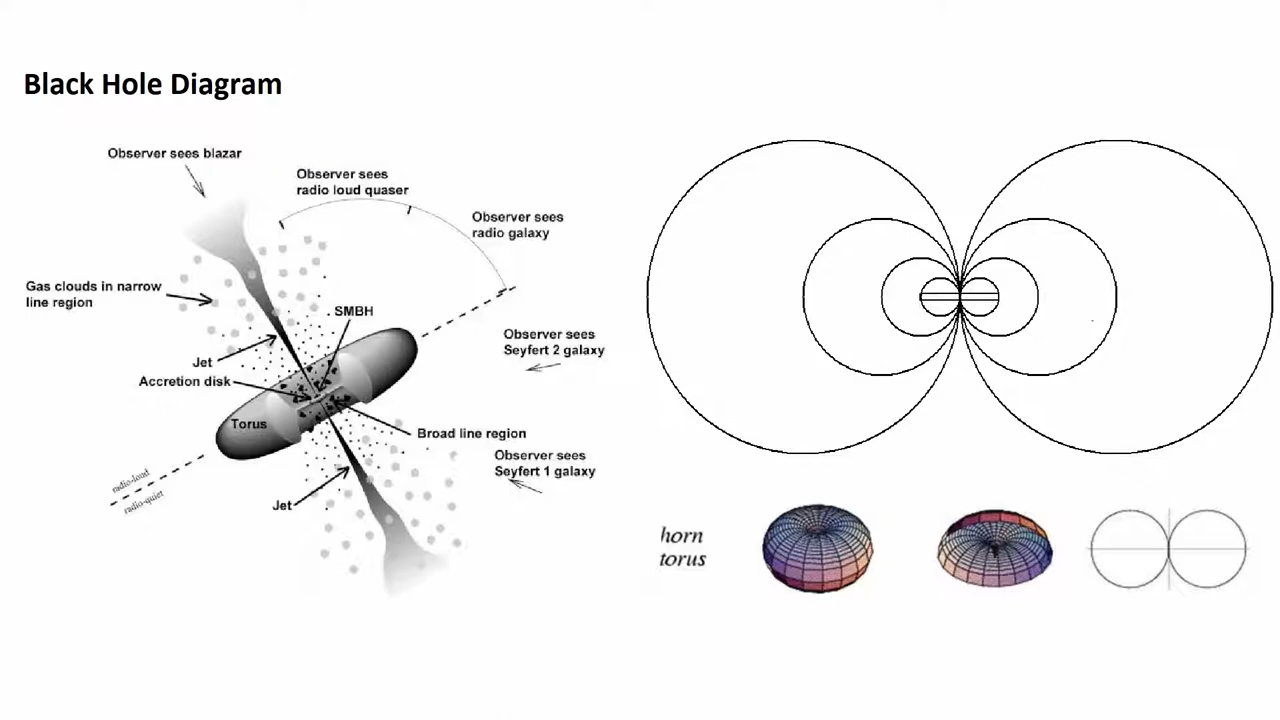 Black Hole Diagram
Observer sees blazar
Observer sees
radio loud quaser
Observer sees
radio galaxy
Gas clouds in narrow
line region
SMBH
Observer sees
Seyfert 2 galaxy
Jet
Accretion disk
Torus
Broad line region
Observer sees
Seyfert 1 galaxy
radio-loud
radio-quiet
Jet
horn
torus